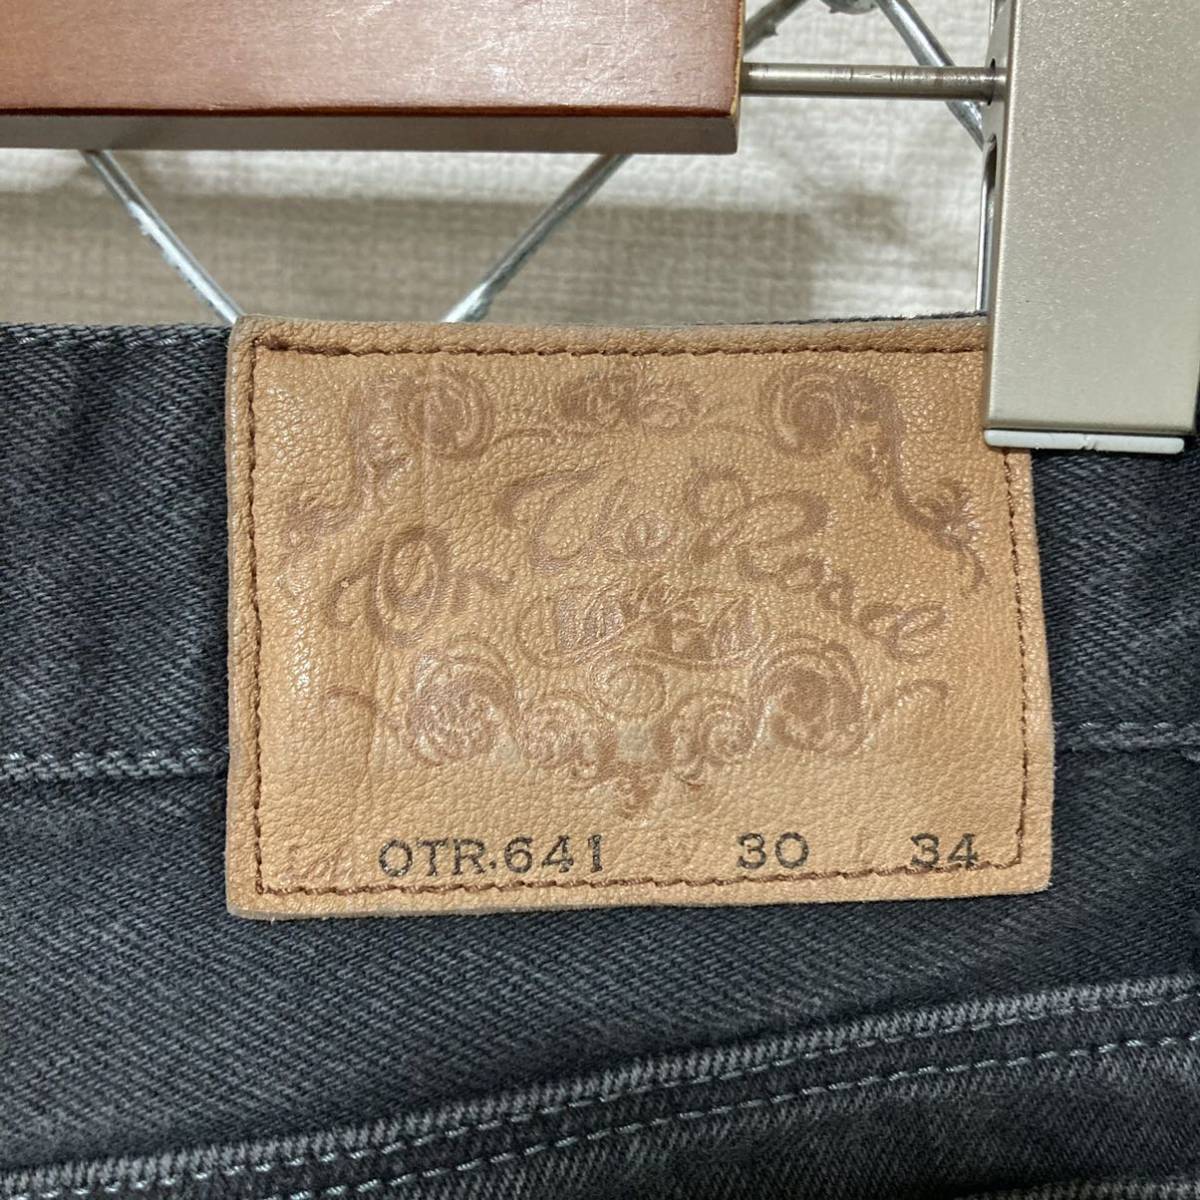 On The Road
OTR.641 W 30 L 34